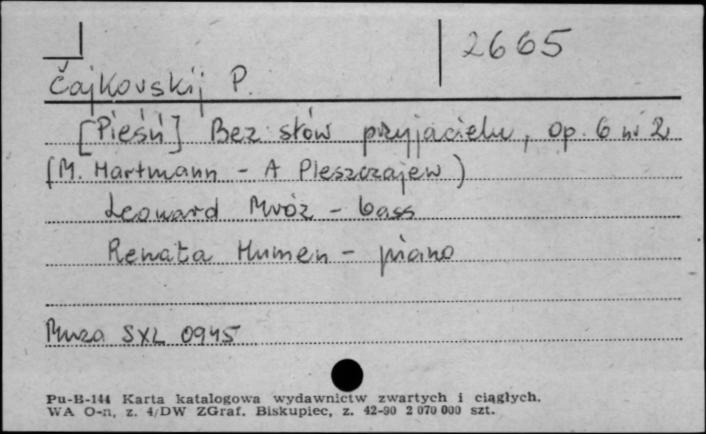 2665
Čajkovskij P.
[Pieśń] Bez słów przyjacielu, op. 6 nr 2
(M. Hartmann - A Pleszczajew)
Leonard Mróz - bass
Renata Humen - piano
Muza SXL 0945
Pu-B-144 Karta katalogowa wydawnictw zwartych i ciągłych.
WA O-n, z. 4/DW ZGraf. Biskupiec, z. 42-90 2 070 000 szt.